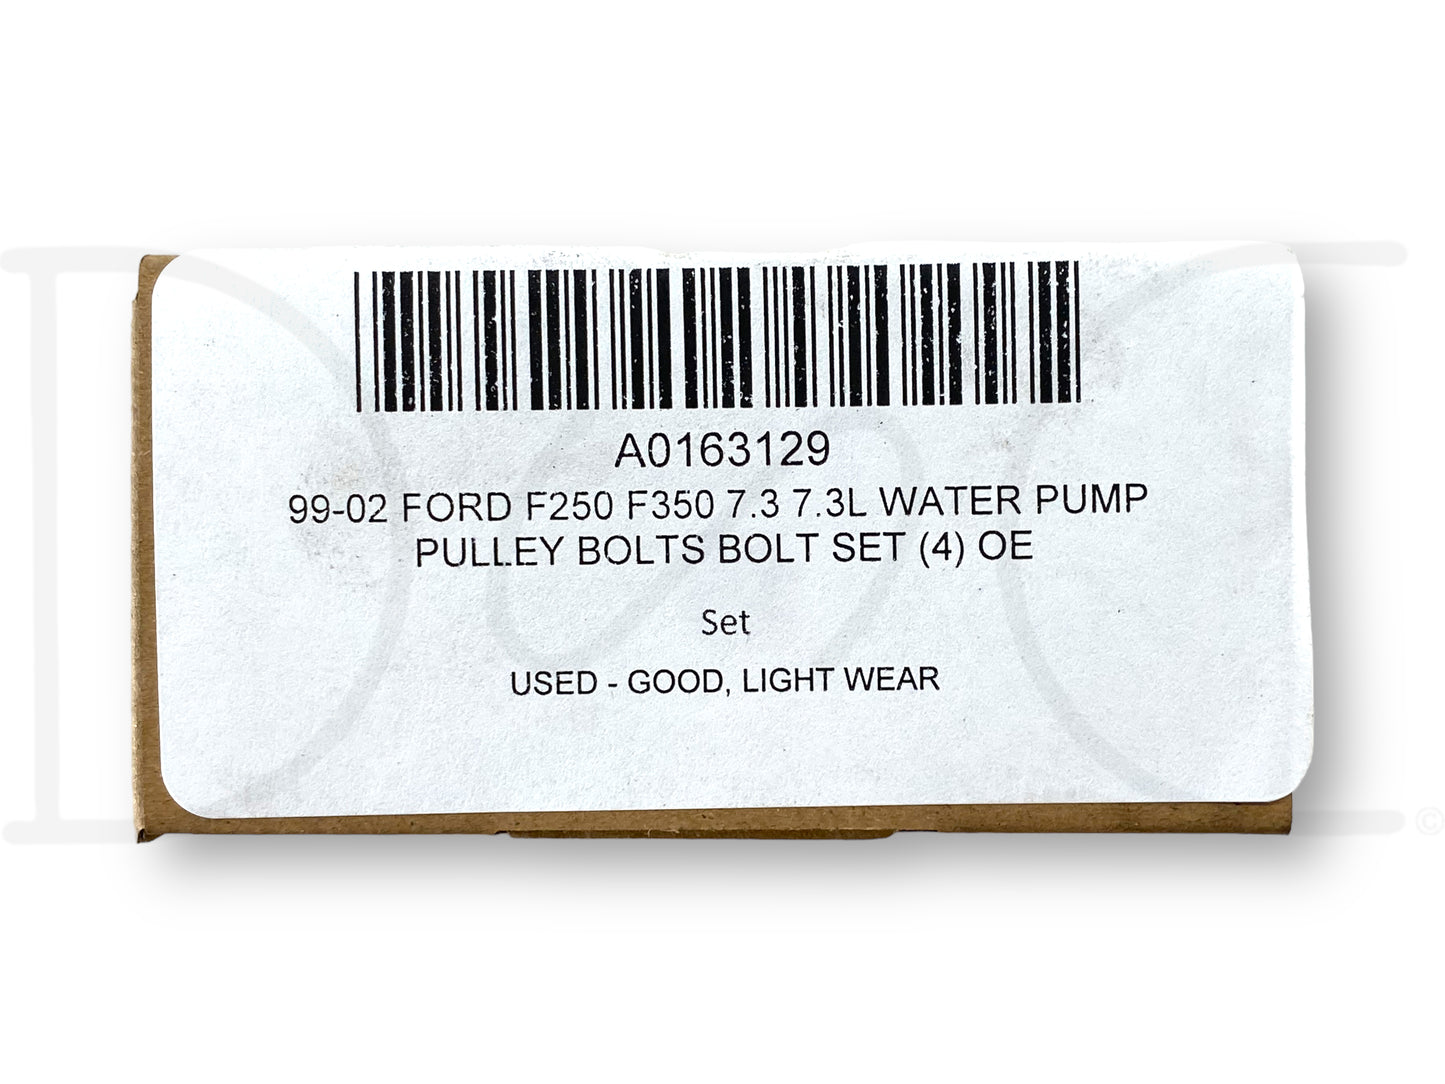 A0163129
99-02 FORD F250 F350 7.3 7.3L WATER PUMP
PULLEY BOLTS BOLT SET (4) OE
Set
USED - GOOD, LIGHT WEAR
©